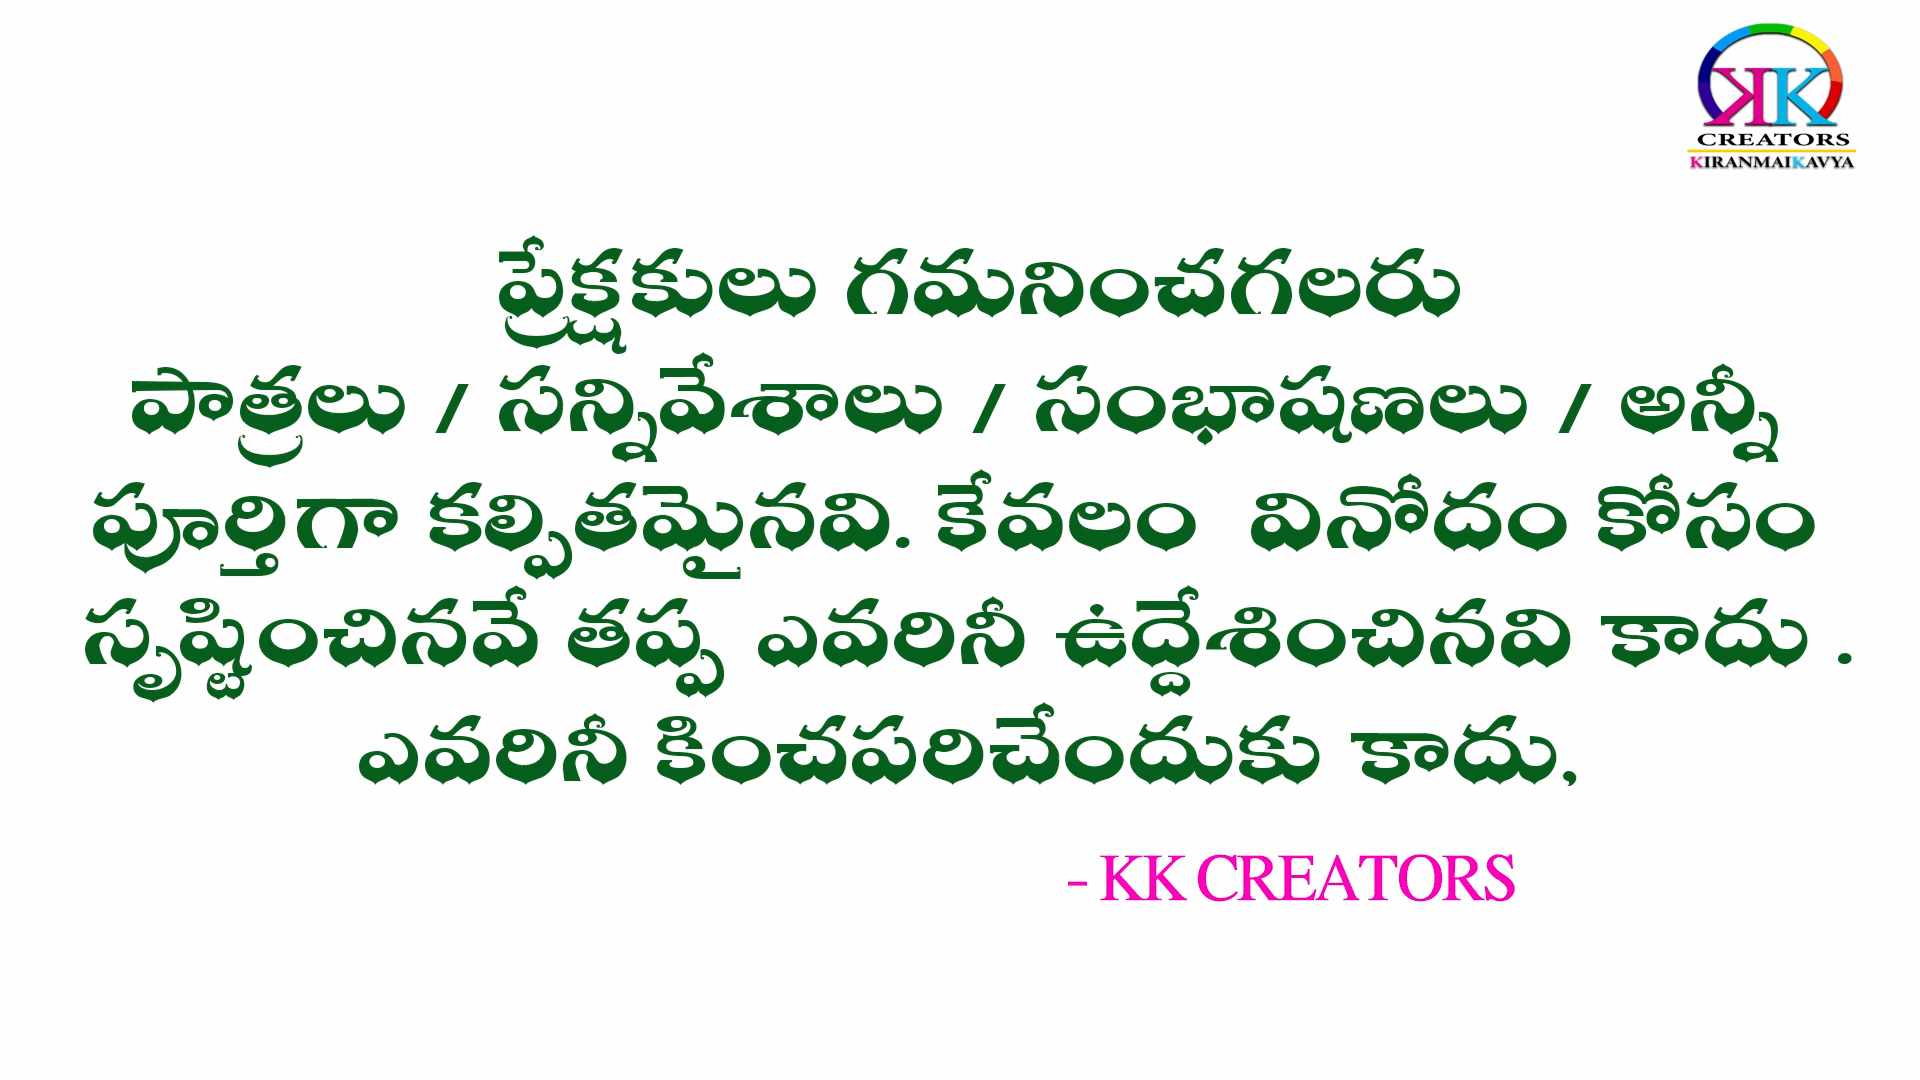 KK
CREATORS
KIRANMAIKAVYA
ప్రేక్షకులు గమనించగలరు
పాత్రలు / సన్నివేశాలు / సంభాషణలు / అన్నీ
పూర్తిగా కల్పితమైనవి. కేవలం వినోదం కోసం
సృష్టించినవే తప్ప ఎవరినీ ఉద్దేశించినవి కాదు .
ఎవరినీ కించపరిచేందుకు కాదు,
- KK CREATORS